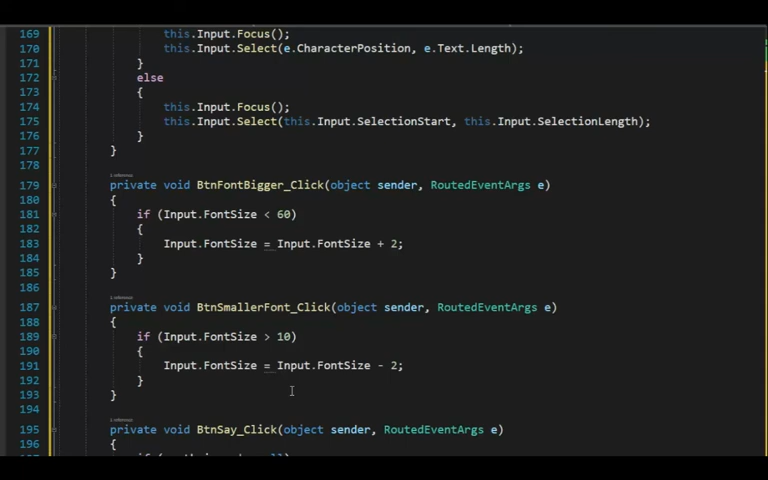 169 this.Input.Focus();
170 this.Input.Select(e.CharacterPosition, e.Text.Length);
171 }
172 else
173 {
174 this.Input.Focus();
175 this.Input.Select(this.Input.SelectionStart, this.Input.SelectionLength);
176 }
177 }
178
179 private void BtnFontBigger_Click(object sender, RoutedEventArgs e)
180 {
181 if (Input.FontSize < 60)
182 {
183 Input.FontSize = Input.FontSize + 2;
184 }
185 }
186
187 private void BtnSmallerFont_Click(object sender, RoutedEventArgs e)
188 {
189 if (Input.FontSize > 10)
190 {
191 Input.FontSize = Input.FontSize - 2;
192 }
193 }
194
195 private void BtnSay_Click(object sender, RoutedEventArgs e)
196 {